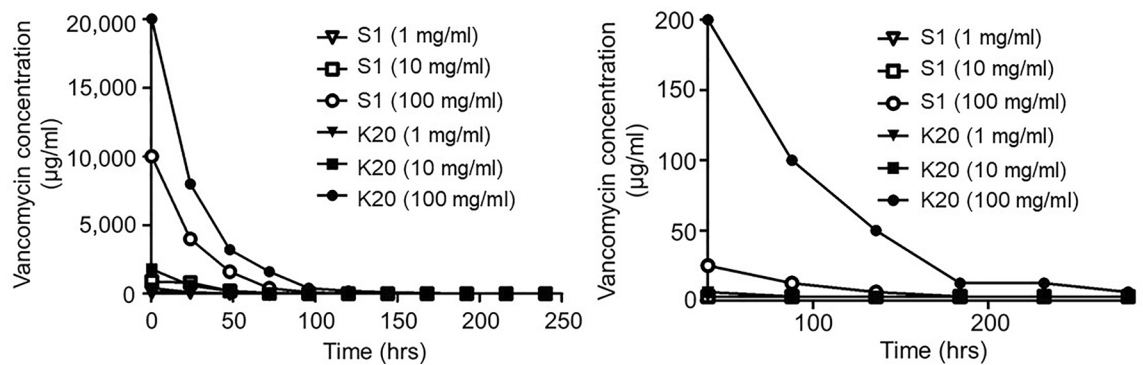 Vancomycin concentration
(µg/ml)
20,000
15,000
10,000
5,000
0
0
50
100
150
200
250
Time (hrs)
S1 (1 mg/ml)
S1 (10 mg/ml)
S1 (100 mg/ml)
K20 (1 mg/ml)
K20 (10 mg/ml)
K20 (100 mg/ml)
Vancomycin concentration
(µg/ml)
200
150
100
50
0
100
200
Time (hrs)
S1 (1 mg/ml)
S1 (10 mg/ml)
S1 (100 mg/ml)
K20 (1 mg/ml)
K20 (10 mg/ml)
K20 (100 mg/ml)